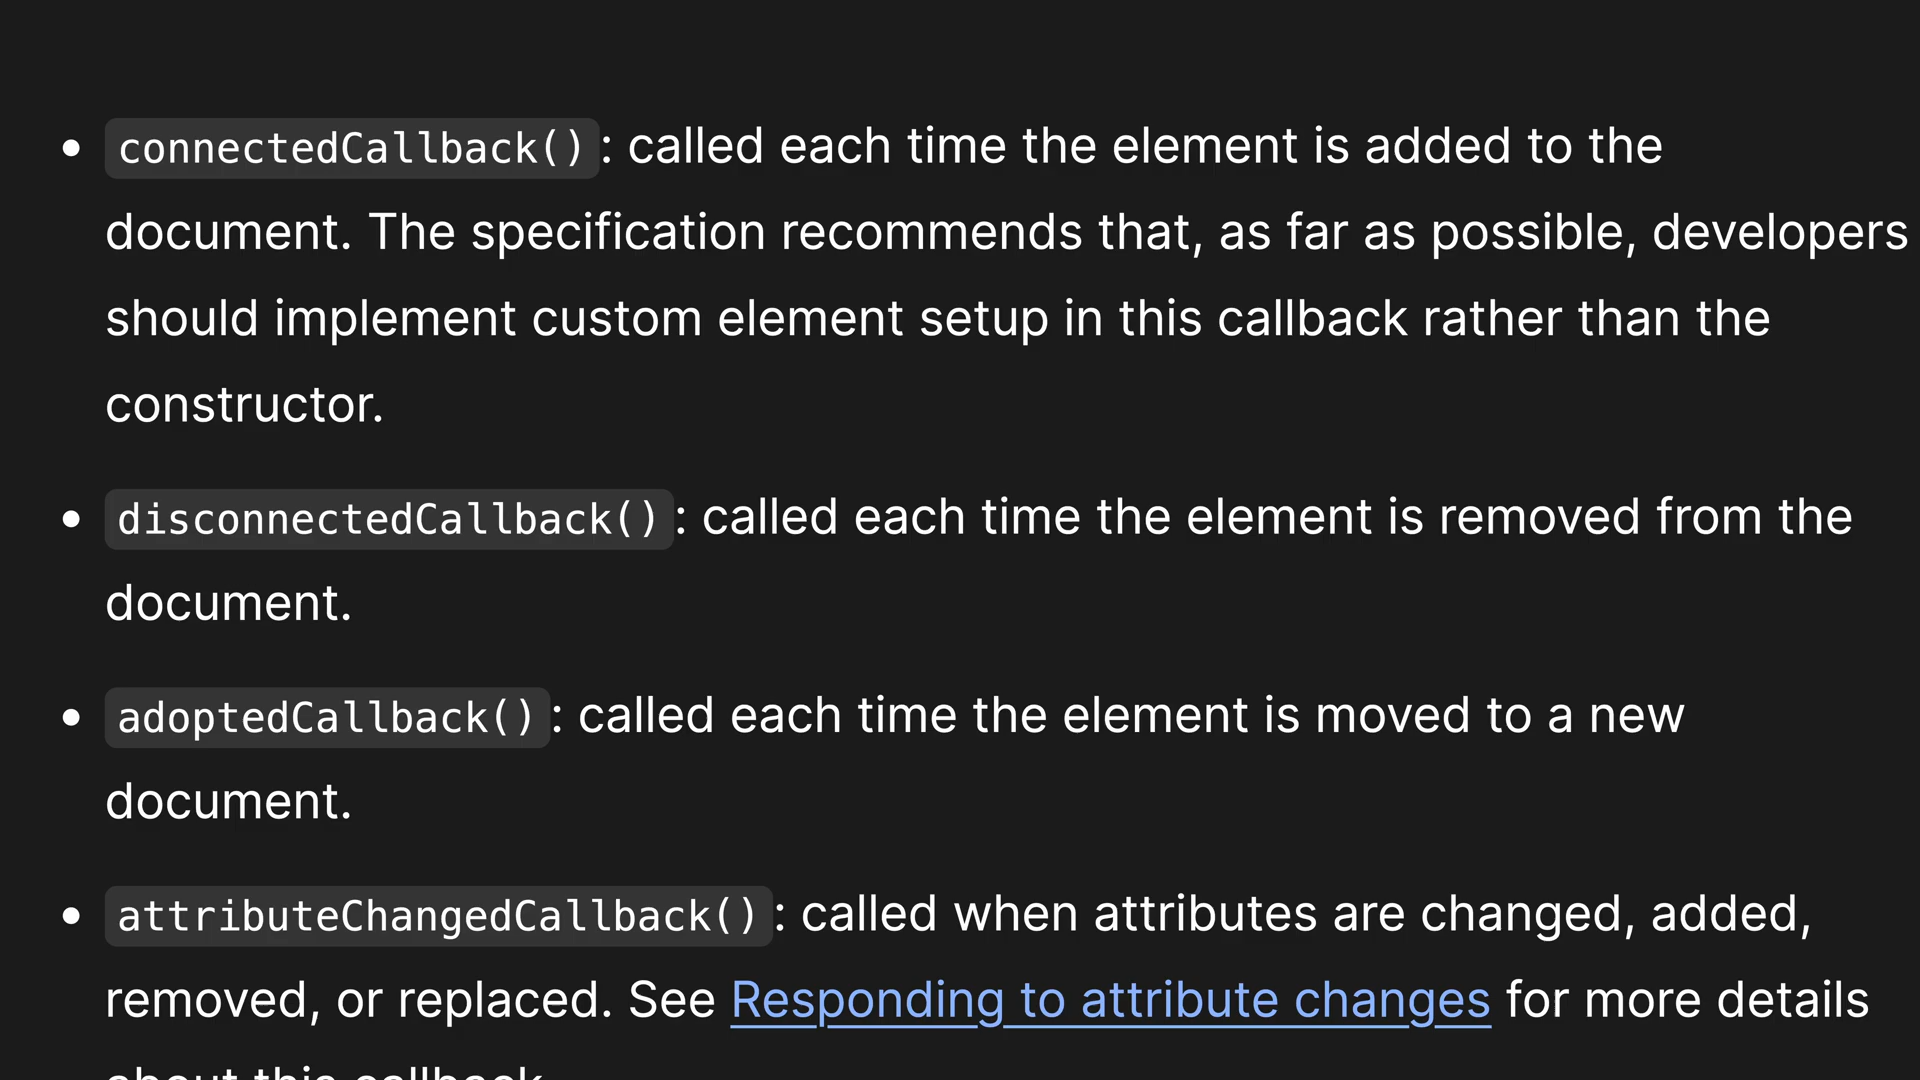 • connectedCallback(): called each time the element is added to the
document. The specification recommends that, as far as possible, developers
should implement custom element setup in this callback rather than the
constructor.
• disconnectedCallback(): called each time the element is removed from the
document.
• adoptedCallback(): called each time the element is moved to a new
document.
• attributeChangedCallback(): called when attributes are changed, added,
removed, or replaced. See Responding to attribute changes for more details
about this callback.